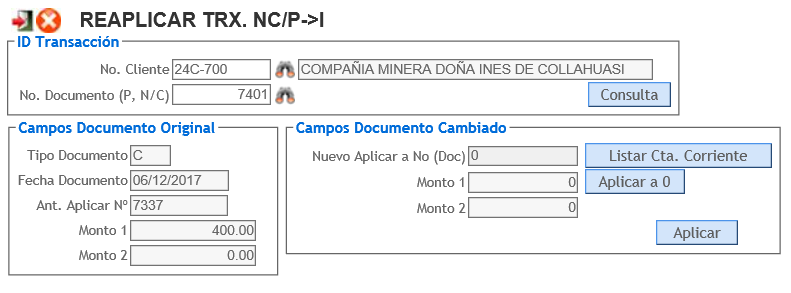 REAPLICAR TRX. NC/P->I
ID Transacción
No. Cliente 24C-700 COMPAÑIA MINERA DOÑA INES DE COLLAHUASI
No. Documento (P, N/C) 7401 Consulta
Campos Documento Original
Tipo Documento C
Fecha Documento 06/12/2017
Ant. Aplicar Nº 7337
Monto 1 400.00
Monto 2 0.00
Campos Documento Cambiado
Nuevo Aplicar a No (Doc) 0 Listar Cta. Corriente
Monto 1 0 Aplicar a 0
Monto 2 0
Aplicar